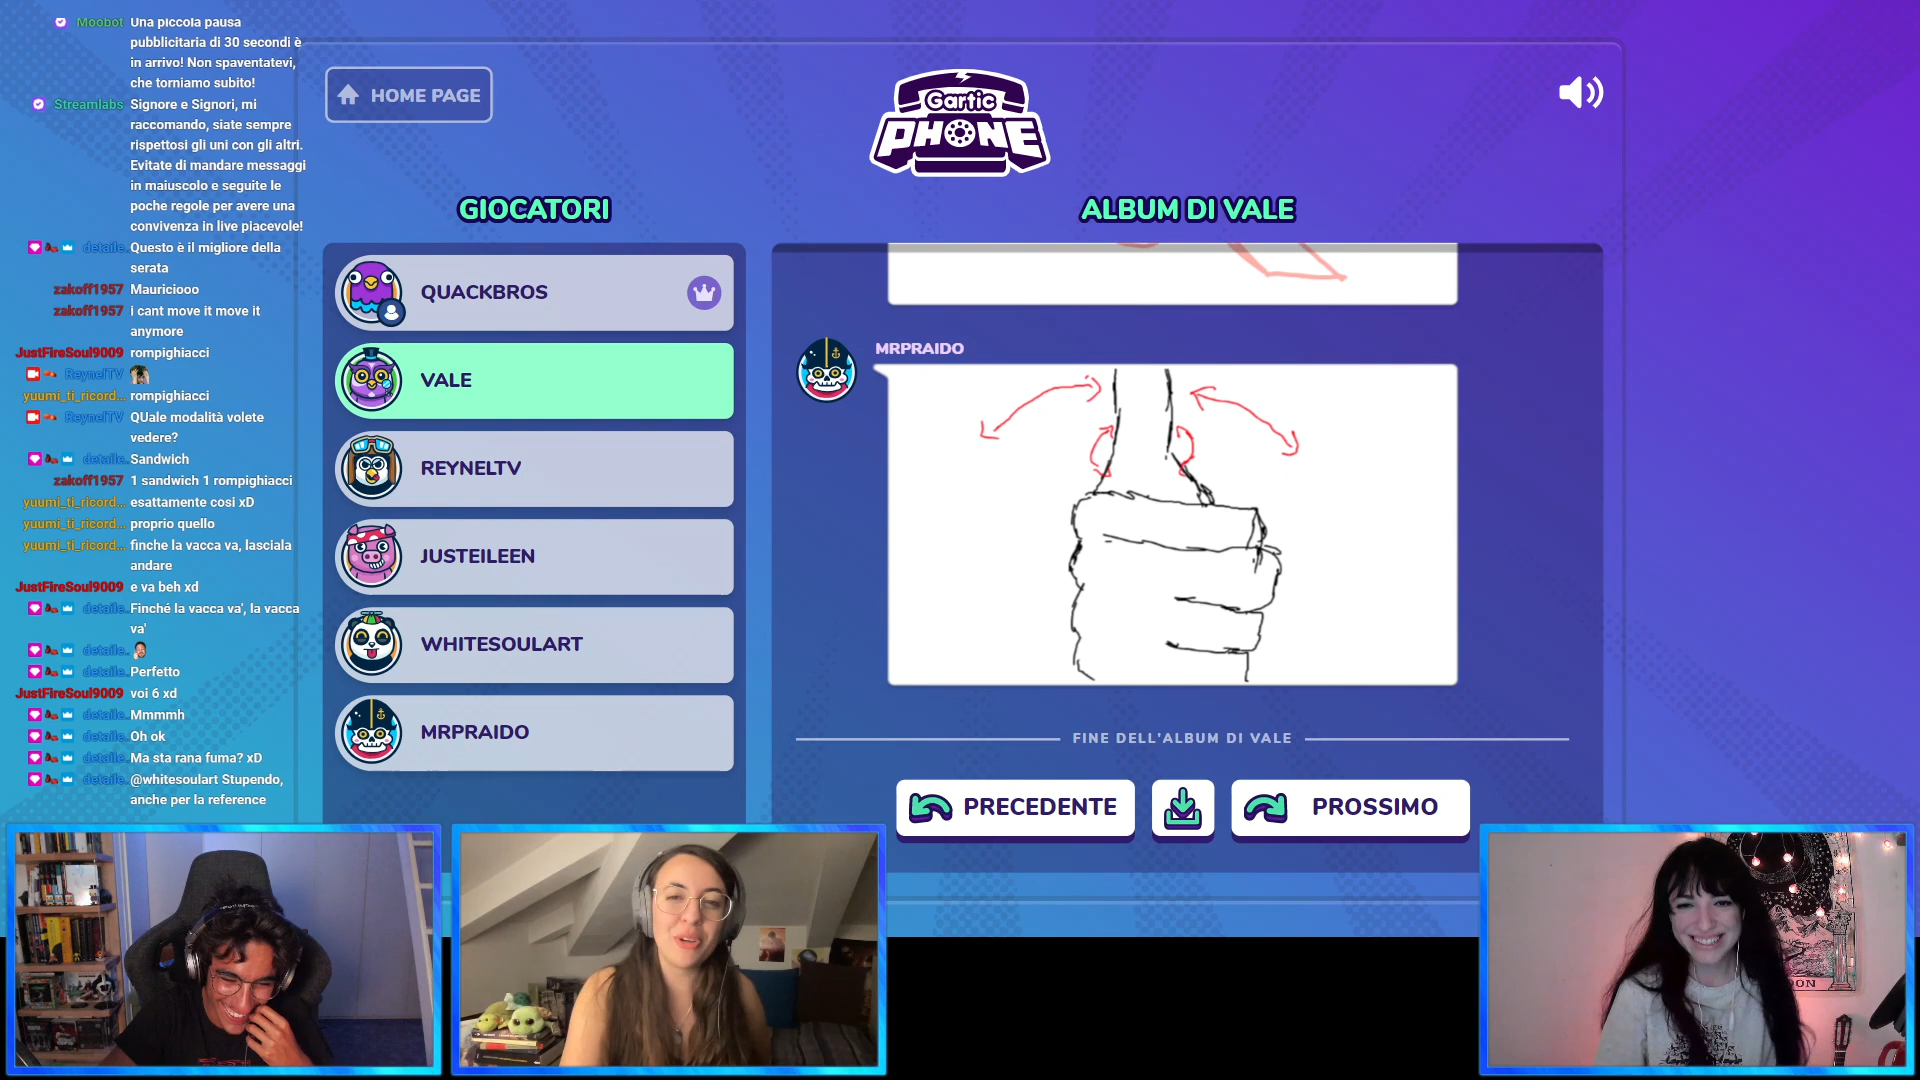 Moobot Una piccola pausa
pubblicitaria di 30 secondi è
in arrivo! Non spaventatevi,
che torniamo subito!
Streamlabs Signore e Signori, mi
raccomando, siate sempre
rispettosi gli uni con gli altri.
Evitate di mandare messaggi
in maiuscolo e seguite le
poche regole per avere una
convivenza in live piacevole!
detaile... Questo è il migliore della
serata
zakoff1957 Mauriciooo
zakoff1957 i cant move it move it
anymore
JustFireSoul9009 rompighiacci
ReynelTV
yuumi_ti_ricord... rompighiacci
ReynelTV QUale modalità volete
vedere?
detaile... Sandwich
zakoff1957 1 sandwich 1 rompighiacci
yuumi_ti_ricord... esattamente cosi xD
yuumi_ti_ricord... proprio quello
yuumi_ti_ricord... finche la vacca va, lasciala
andare
JustFireSoul9009 e va beh xd
detaile... Finché la vacca va', la vacca
va'
detaile...
detaile... Perfetto
JustFireSoul9009 voi 6 xd
detaile... Mmmmh
detaile... Oh ok
detaile... Ma sta rana fuma? xD
detaile... @whitesoulart Stupendo,
anche per la reference
HOME PAGE
Gartic
PHONE
GIOCATORI
QUACKBROS
VALE
REYNELTV
JUSTEILEEN
WHITESOULART
MRPRAIDO
ALBUM DI VALE
MRPRAIDO
FINE DELL'ALBUM DI VALE
PRECEDENTE
PROSSIMO